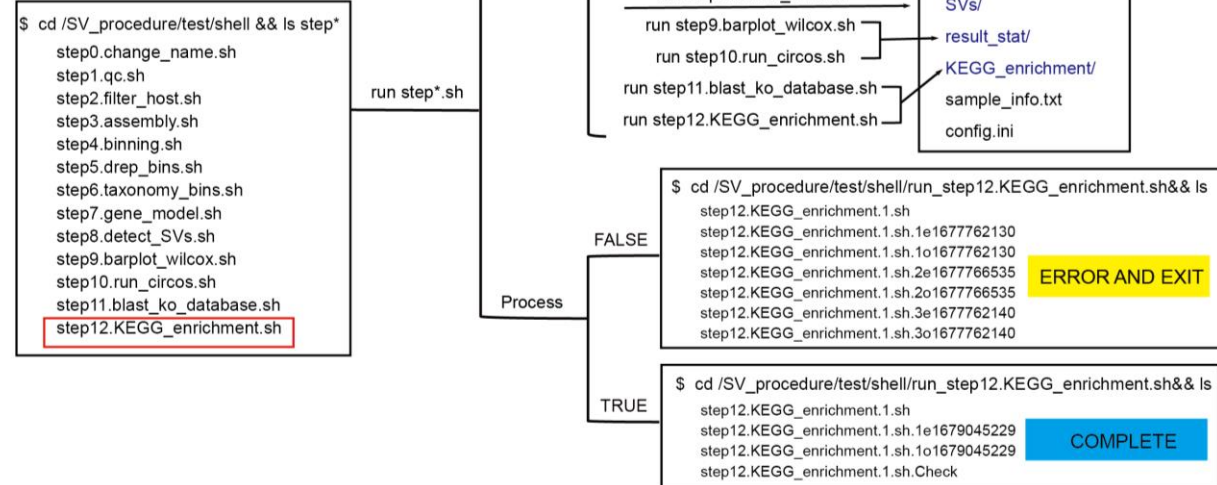 $ cd /SV_procedure/test/shell && ls step*
step0.change_name.sh
step1.qc.sh
step2.filter_host.sh
step3.assembly.sh
step4.binning.sh
step5.drep_bins.sh
step6.taxonomy_bins.sh
step7.gene_model.sh
step8.detect_SVs.sh
step9.barplot_wilcox.sh
step10.run_circos.sh
step11.blast_ko_database.sh
step12.KEGG_enrichment.sh
run step*.sh
run step9.barplot_wilcox.sh
run step10.run_circos.sh
run step11.blast_ko_database.sh
run step12.KEGG_enrichment.sh
SVs/
result_stat/
KEGG_enrichment/
sample_info.txt
config.ini
Process
FALSE
$ cd /SV_procedure/test/shell/run_step12.KEGG_enrichment.sh&& ls
step12.KEGG_enrichment.1.sh
step12.KEGG_enrichment.1.sh.1e1677762130
step12.KEGG_enrichment.1.sh.1o1677762130
step12.KEGG_enrichment.1.sh.2e1677766535
step12.KEGG_enrichment.1.sh.2o1677766535
step12.KEGG_enrichment.1.sh.3e1677762140
step12.KEGG_enrichment.1.sh.3o1677762140
ERROR AND EXIT
TRUE
$ cd /SV_procedure/test/shell/run_step12.KEGG_enrichment.sh&& ls
step12.KEGG_enrichment.1.sh
step12.KEGG_enrichment.1.sh.1e1679045229
step12.KEGG_enrichment.1.sh.1o1679045229
step12.KEGG_enrichment.1.sh.Check
COMPLETE